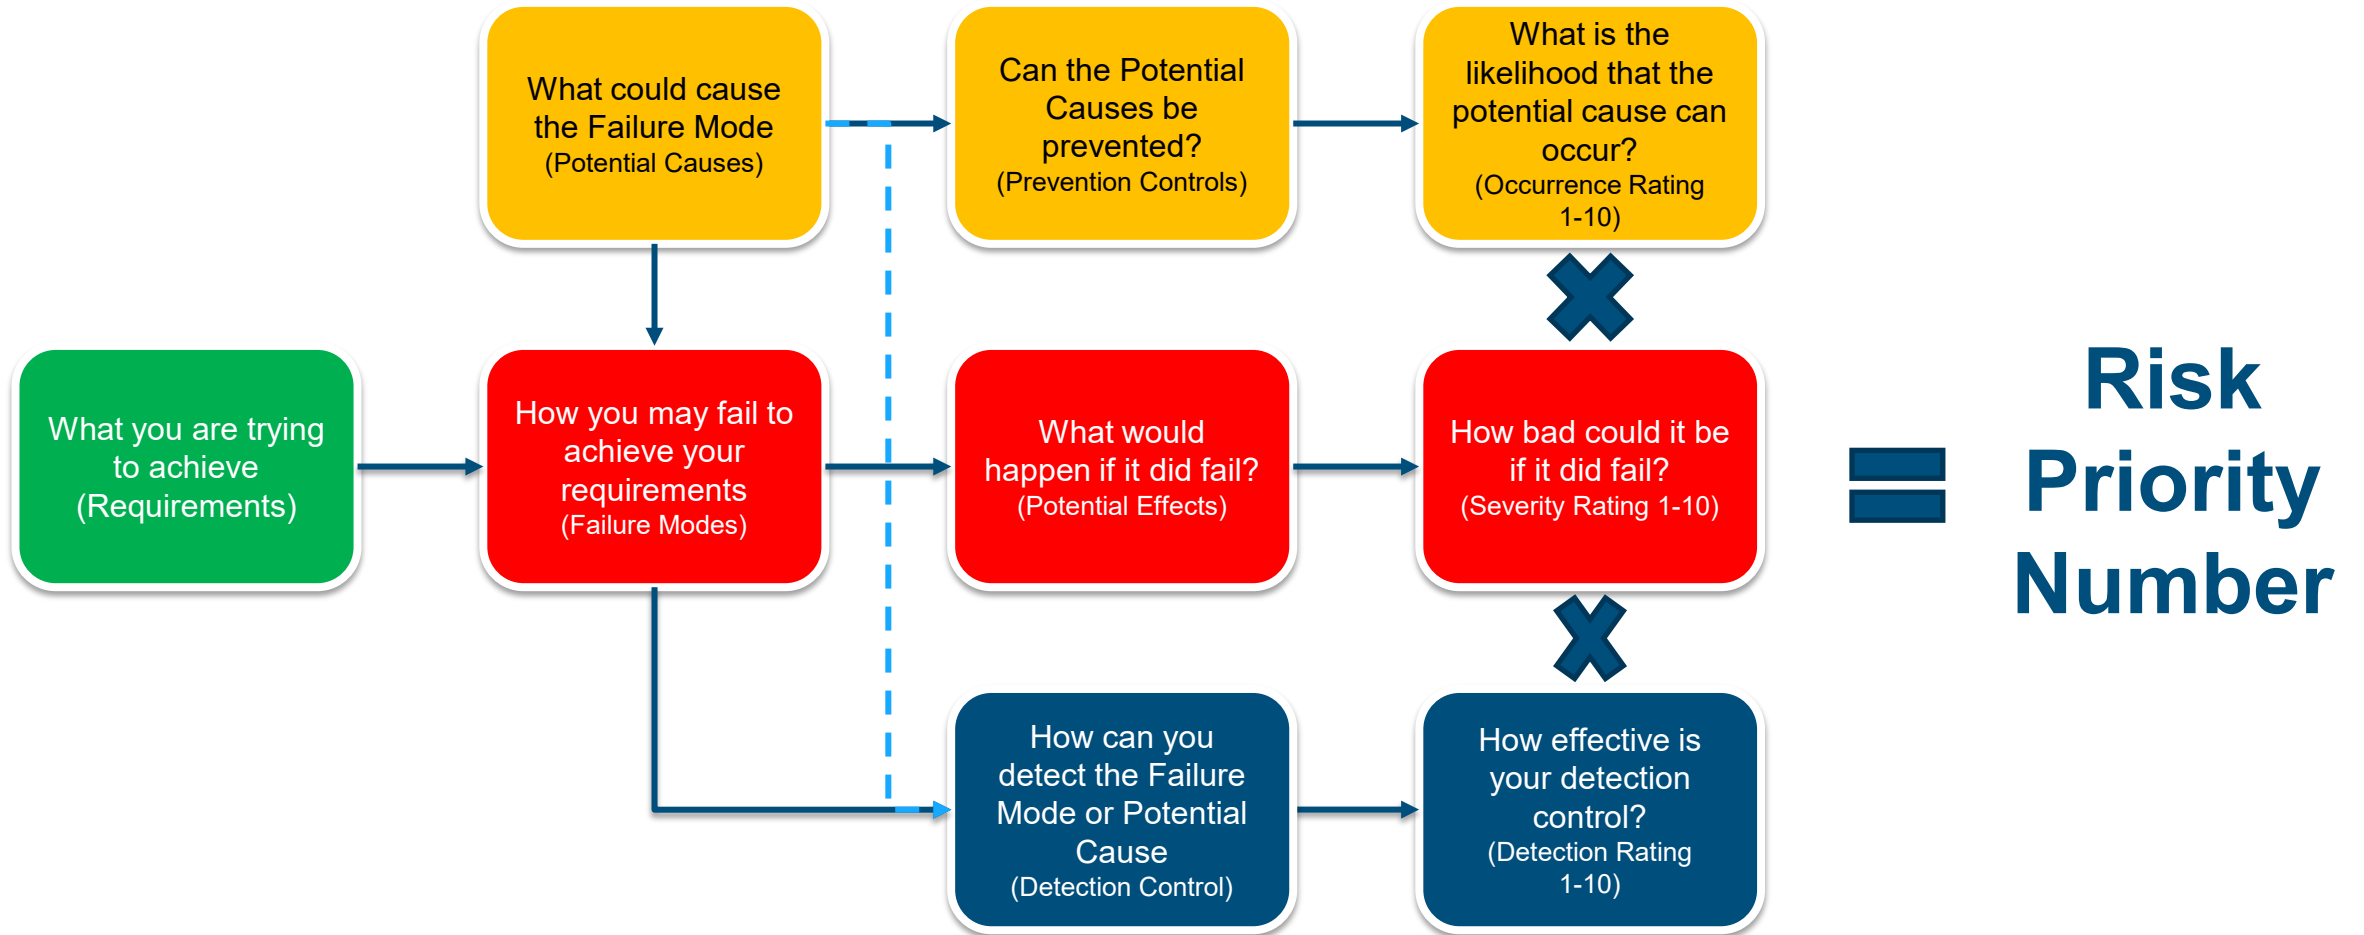 What could cause
the Failure Mode
(Potential Causes)
Can the Potential
Causes be
prevented?
(Prevention Controls)
What is the
likelihood that the
potential cause can
occur?
(Occurrence Rating
1-10)
What you are trying
to achieve
(Requirements)
How you may fail to
achieve your
requirements
(Failure Modes)
What would
happen if it did fail?
(Potential Effects)
How bad could it be
if it did fail?
(Severity Rating 1-10)
Risk
Priority
Number
How can you
detect the Failure
Mode or Potential
Cause
(Detection Control)
How effective is
your detection
control?
(Detection Rating
1-10)